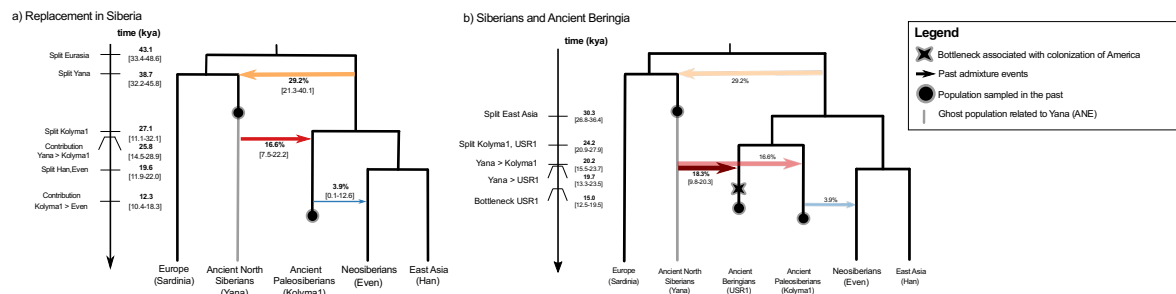 a) Replacement in Siberia
time (kya)
Split Eurasia
43.1
[33.4-48.6]
Split Yana
38.7
[32.2-45.8]
Split Kolyma1
27.1
[11.1-32.1]
Contribution
Yana > Kolyma1
25.8
[14.5-28.9]
Split Han,Even
19.6
[11.9-22.0]
Contribution
Kolyma1 > Even
12.3
[10.4-18.3]
29.2%
[21.3-40.1]
16.6%
[7.5-22.2]
3.9%
[0.1-12.6]
Europe
(Sardinia)
Ancient North
Siberians
(Yana)
Ancient
Paleosiberians
(Kolyma1)
Neosiberians
(Even)
East Asia
(Han)
b) Siberians and Ancient Beringia
time (kya)
Split East Asia
30.3
[26.8-36.4]
Split Kolyma1, USR1
24.2
[20.9-27.9]
Yana > Kolyma1
20.2
[15.5-23.7]
Yana > USR1
19.7
[13.3-23.5]
Bottleneck USR1
15.0
[12.5-19.5]
29.2%
16.6%
18.3%
[9.8-20.3]
3.9%
Europe
(Sardinia)
Ancient North
Siberians
(Yana)
Ancient
Beringians
(USR1)
Ancient
Paleosiberians
(Kolyma1)
Neosiberians
(Even)
East Asia
(Han)
Legend
Bottleneck associated with colonization of America
Past admixture events
Population sampled in the past
Ghost population related to Yana (ANE)